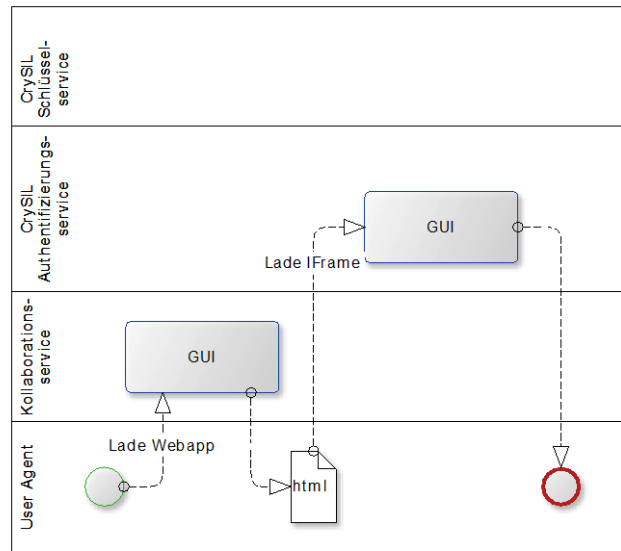 CrySIL
Schlüssel-
service
CrySIL
Authentifizierungs-
service
GUI
Lade IFrame
Kollaborations-
service
GUI
User Agent
Lade Webapp
html